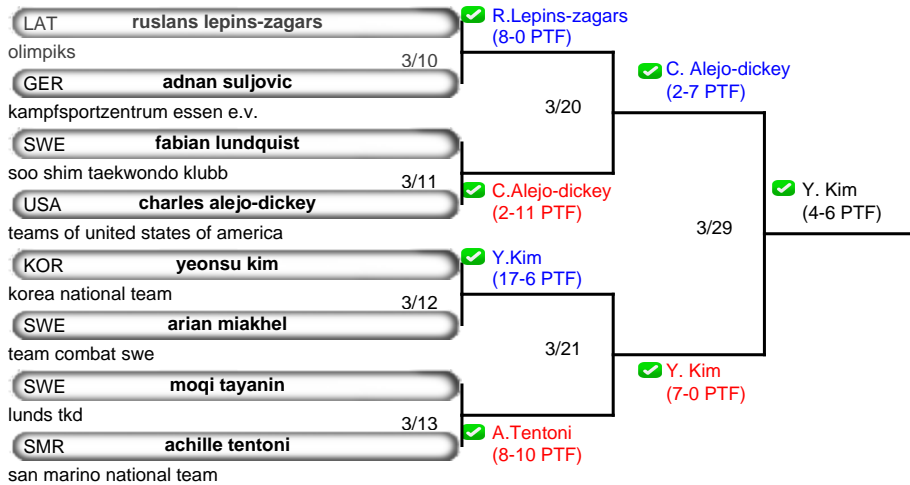 LAT ruslans lepins-zagars
olimpiks
3/10
GER adnan suljovic
kampfsportzentrum essen e.v.
SWE fabian lundquist
soo shim taekwondo klubb
3/11
USA charles alejo-dickey
teams of united states of america
KOR yeonsu kim
korea national team
3/12
SWE arian miakhel
team combat swe
SWE moqi tayanin
lunds tkd
3/13
SMR achille tentoni
san marino national team
R.Lepins-zagars
(8-0 PTF)
3/20
C.Alejo-dickey
(2-11 PTF)
Y.Kim
(17-6 PTF)
3/21
A.Tentoni
(8-10 PTF)
C. Alejo-dickey
(2-7 PTF)
3/29
Y. Kim
(7-0 PTF)
Y. Kim
(4-6 PTF)